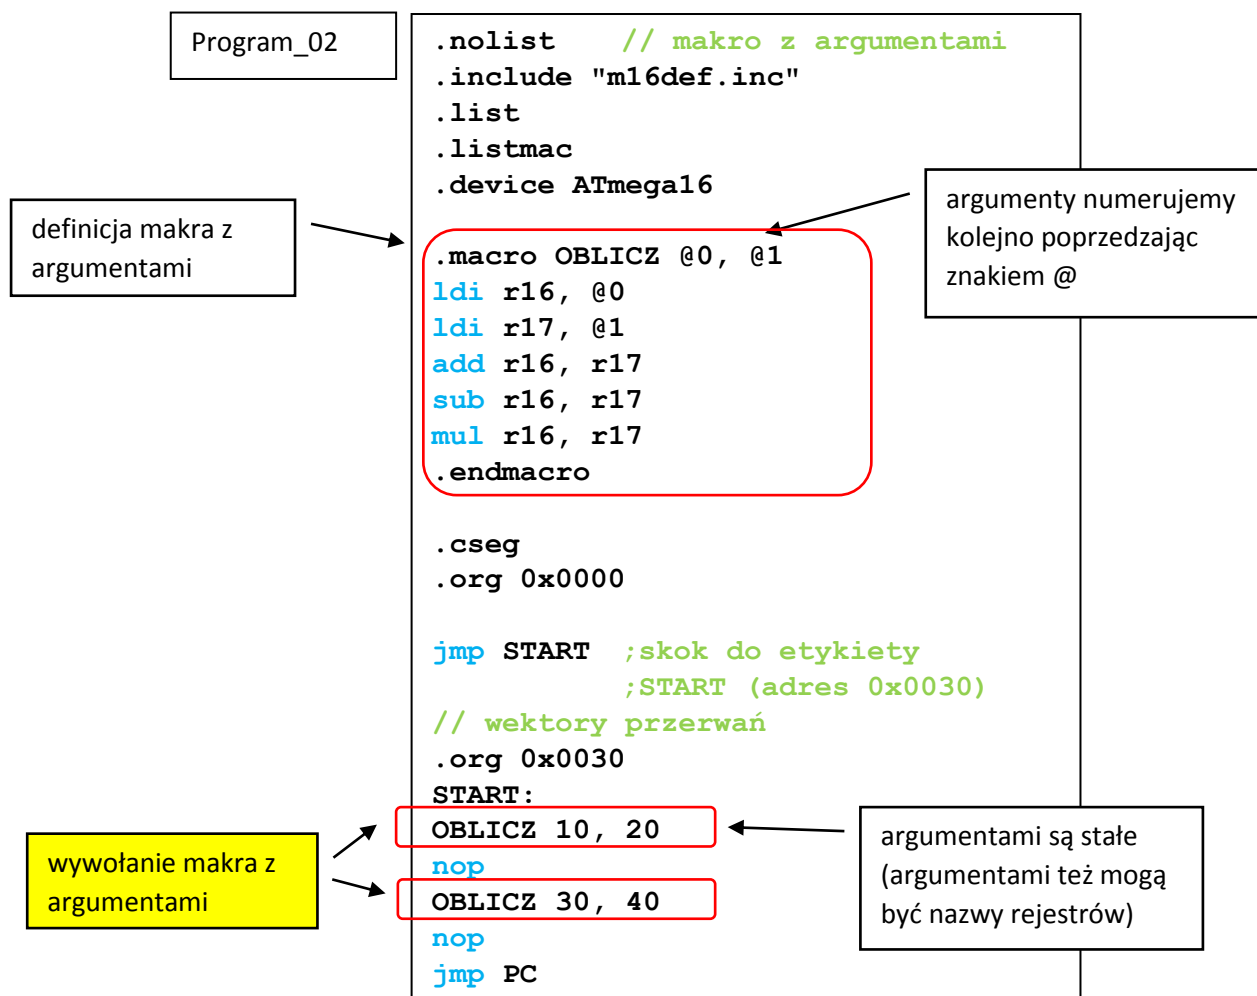 Program_02
.nolist // makro z argumentami
.include "m16def.inc"
.list
.listmac
.device ATmega16
definicja makra z
argumentami
argumenty numerujemy
kolejno poprzedzając
znakiem @
.macro OBLICZ @0, @1
ldi r16, @0
ldi r17, @1
add r16, r17
sub r16, r17
mul r16, r17
.endmacro
.cseg
.org 0x0000
jmp START ;skok do etykiety
;START (adres 0x0030)
// wektory przerwań
.org 0x0030
START:
OBLICZ 10, 20
nop
OBLICZ 30, 40
nop
jmp PC
wywołanie makra z
argumentami
argumentami są stałe
(argumentami też mogą
być nazwy rejestrów)